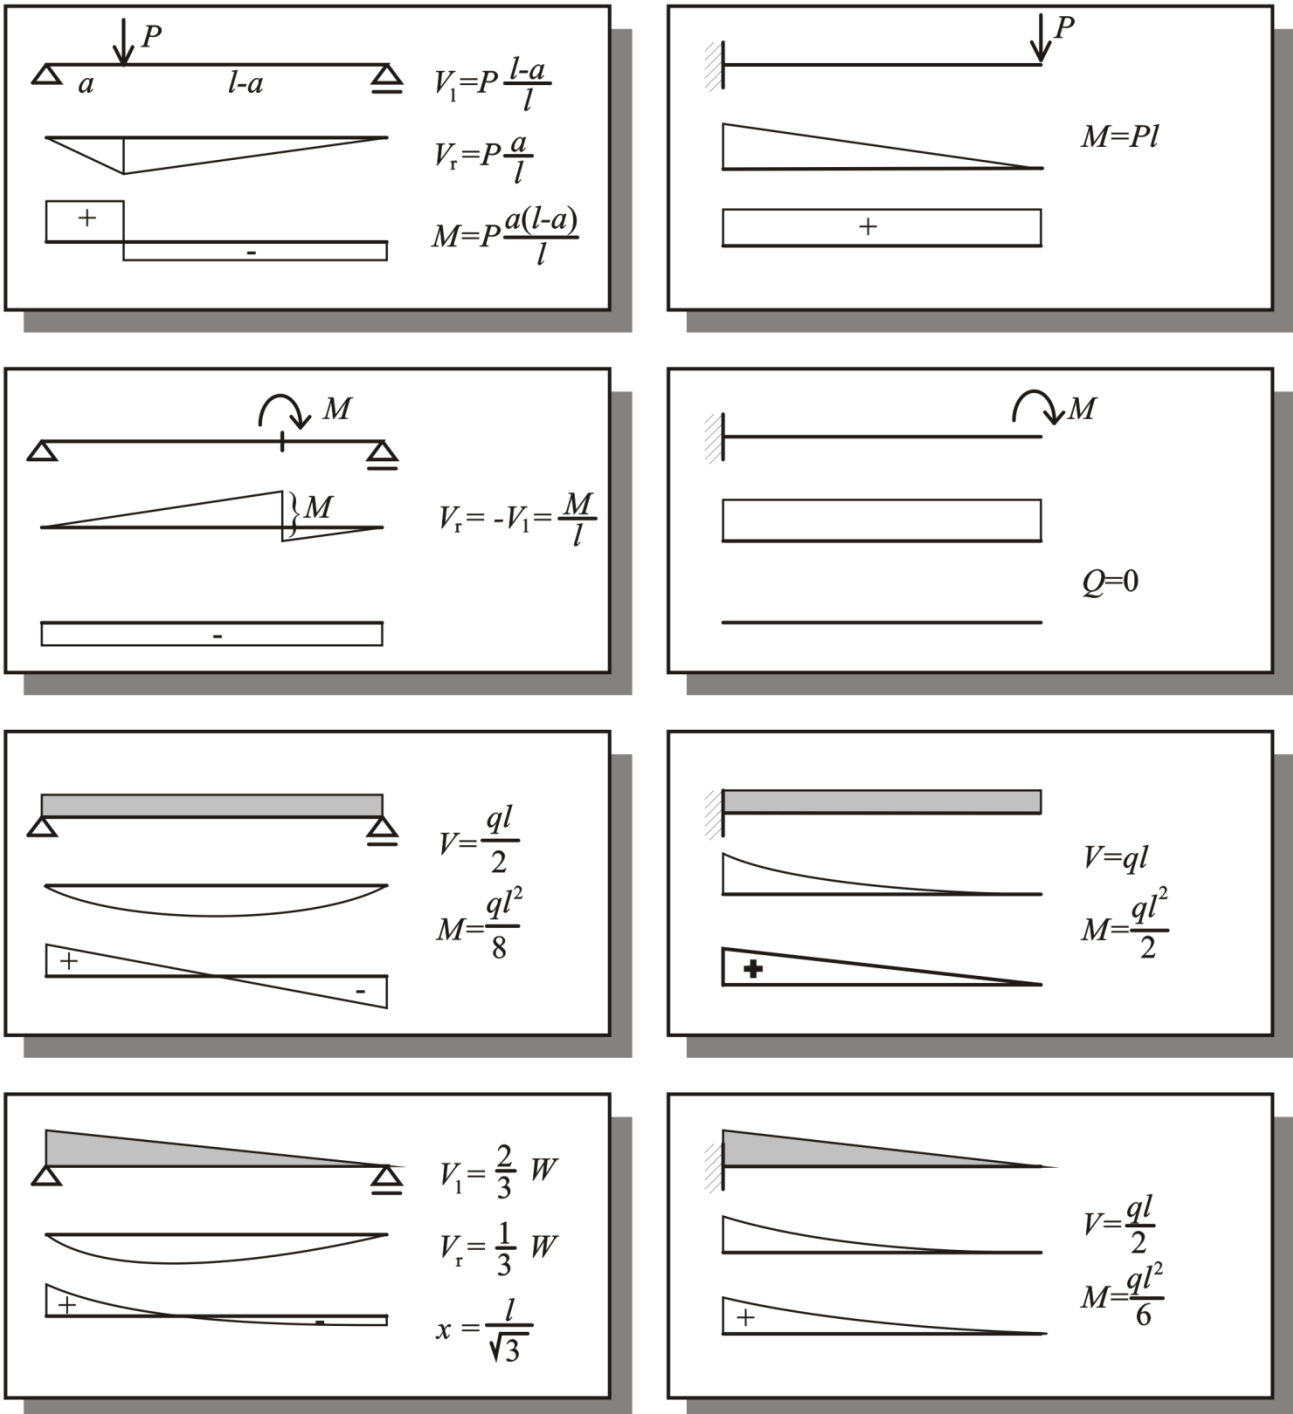 P
a l-a
V₁=P (l-a)/l
Vᵣ=P a/l
+
-
M=P a(l-a)/l
P
M=Pl
+
M
}M
Vᵣ = -V₁= M/l
-
M
Q=0
V= ql/2
M= ql²/8
+
-
V=ql
M= ql²/2
+
V₁= 2/3 W
Vᵣ= 1/3 W
+
-
x = l/√3
V= ql/2
M= ql²/6
+